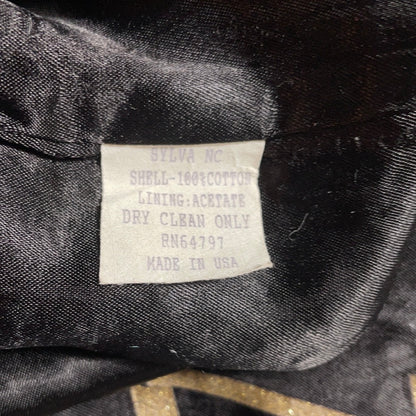 SYLVA NC
SHELL-100%COTTON
LINING:ACETATE
DRY CLEAN ONLY
RN64797
MADE IN USA